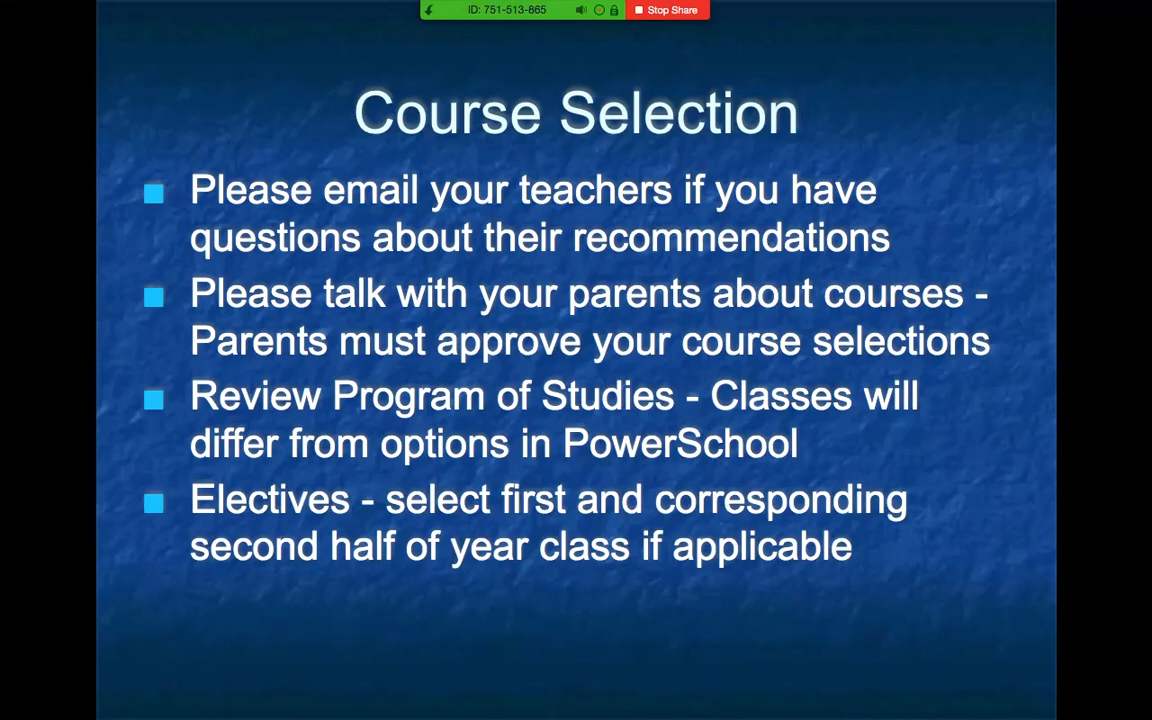 ID: 751-513-865
Stop Share
Course Selection
Please email your teachers if you have
questions about their recommendations
Please talk with your parents about courses -
Parents must approve your course selections
Review Program of Studies - Classes will
differ from options in PowerSchool
Electives - select first and corresponding
second half of year class if applicable